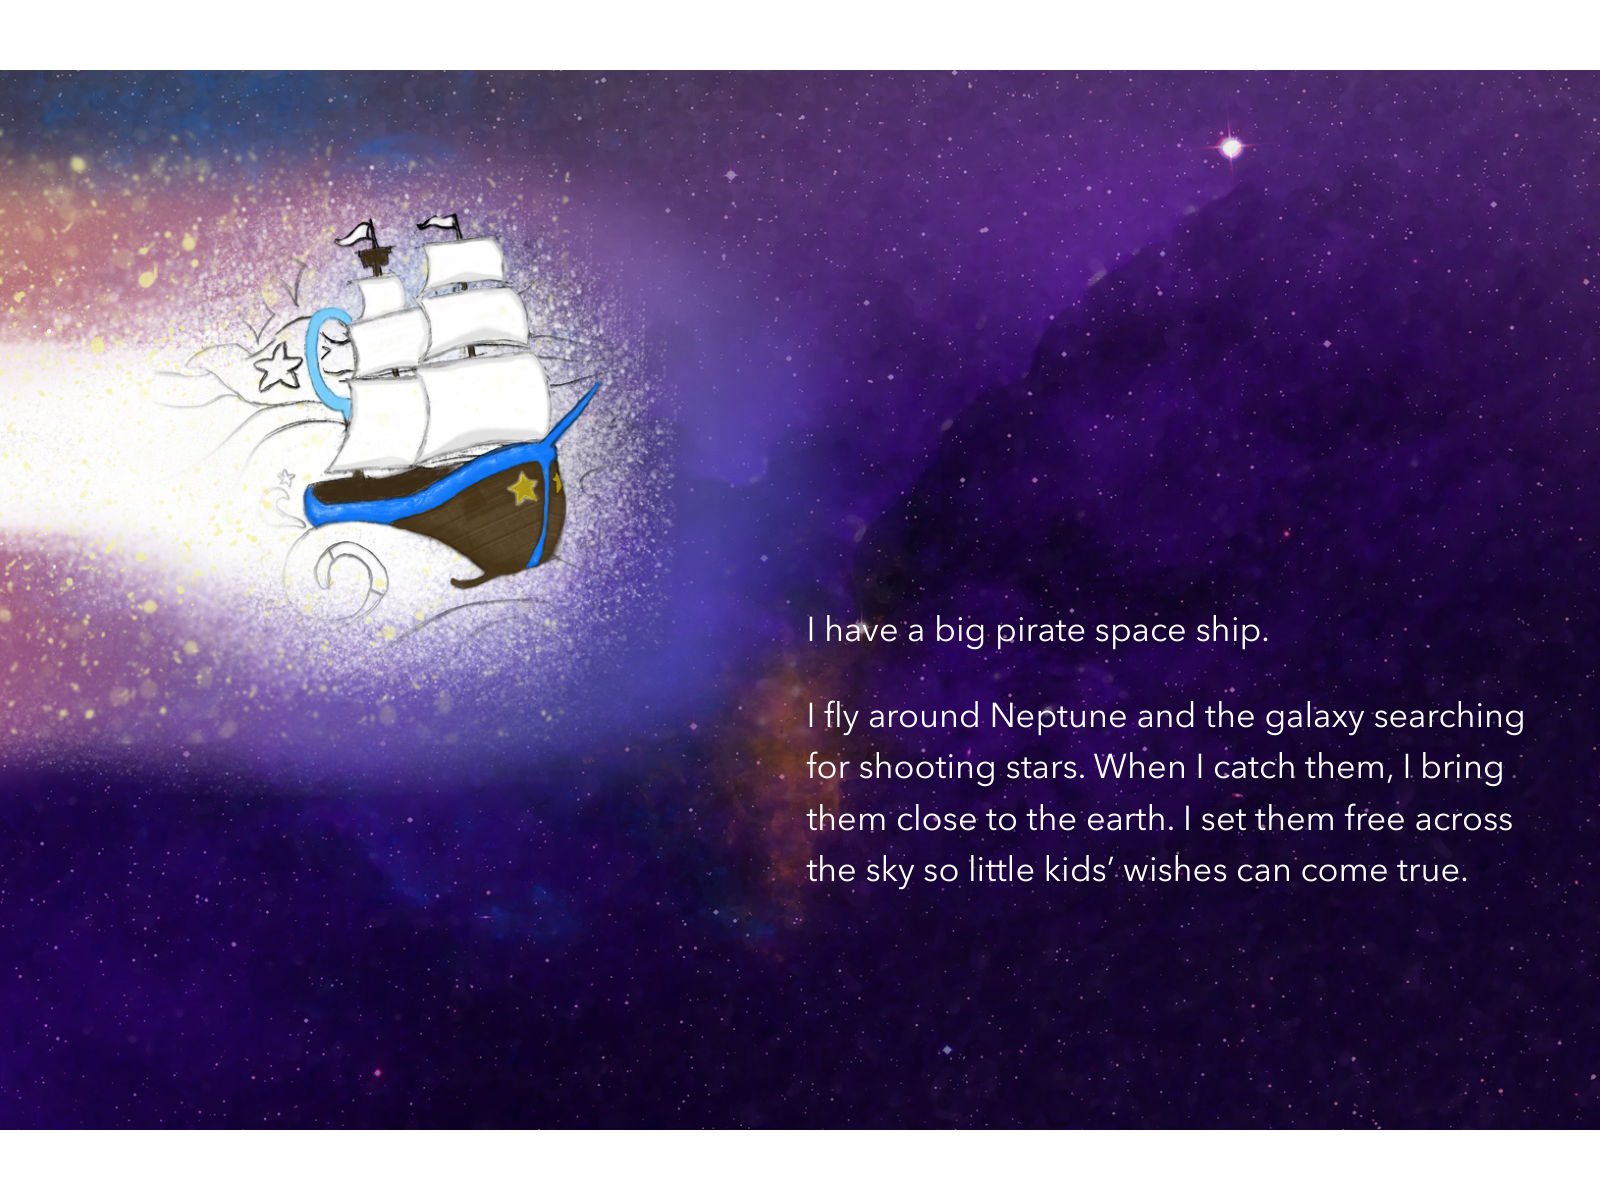 I have a big pirate space ship.
I fly around Neptune and the galaxy searching
for shooting stars. When I catch them, I bring
them close to the earth. I set them free across
the sky so little kids’ wishes can come true.